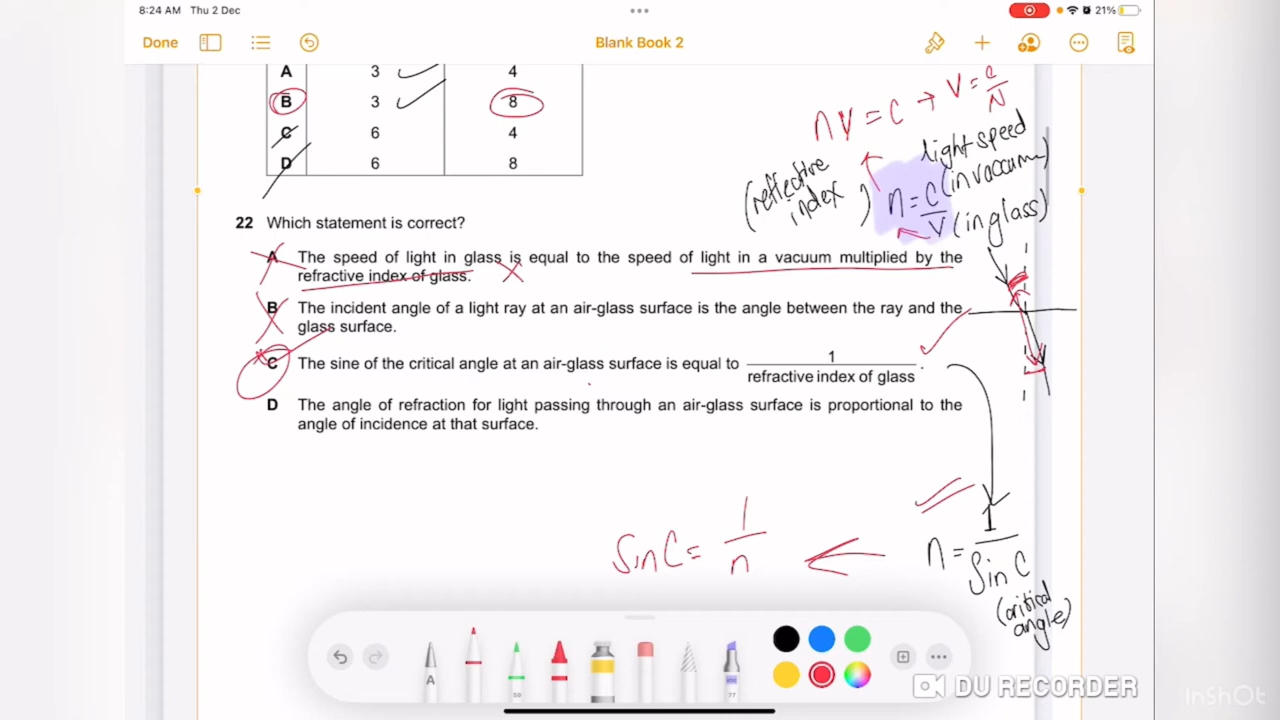 8:24 AM Thu 2 Dec
21%
Done
Blank Book 2
A 3 4
B 3 8
C 6 4
D 6 8
nV = C → V = c/N
light speed
(in vaccum)
(reflective
index)
n = C/V
(in glass)
22 Which statement is correct?
A The speed of light in glass is equal to the speed of light in a vacuum multiplied by the
refractive index of glass.
B The incident angle of a light ray at an air-glass surface is the angle between the ray and the
glass surface.
C The sine of the critical angle at an air-glass surface is equal to 1
refractive index of glass .
D The angle of refraction for light passing through an air-glass surface is proportional to the
angle of incidence at that surface.
Sin C = 1/n
n = 1/Sin C
(critical
angle)
A
50
77
DU RECORDER
InShOt